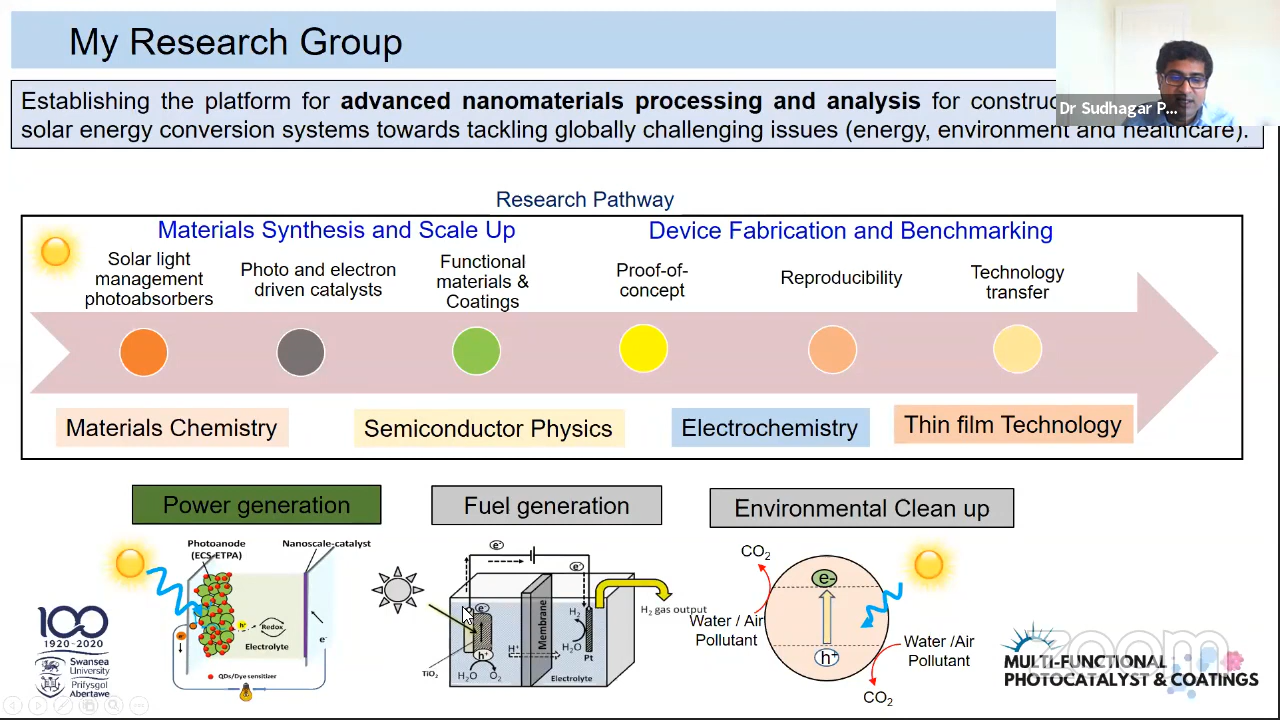 My Research Group
Dr Sudhagar P...
Establishing the platform for advanced nanomaterials processing and analysis for
solar energy conversion systems towards tackling globally challenging issues (energy, environment and healthcare).
Research Pathway
Materials Synthesis and Scale Up
Device Fabrication and Benchmarking
Solar light
management
photoabsorbers
Photo and electron
driven catalysts
Functional
materials &
Coatings
Proof-of-
concept
Reproducibility
Technology
transfer
Materials Chemistry
Semiconductor Physics
Electrochemistry
Thin film Technology
Power generation
Fuel generation
Environmental Clean up
Photoanode
(ECS-ETPA)
Nanoscale-catalyst
h⁺
Redox
Electrolyte
e⁻
e⁻
QDs/Dye sensitizer
e⁻
e⁻
e⁻
h⁺
TiO₂
H₂O
O₂
H⁺
Membrane
H₂
H₂O
Pt
Electrolyte
H₂ gas output
CO₂
e-
Water / Air
Pollutant
h⁺
Water /Air
Pollutant
CO₂
100
1920-2020
Swansea
University
Prifysgol
Abertawe
zoom
MULTI-FUNCTIONAL
PHOTOCATALYST & COATINGS